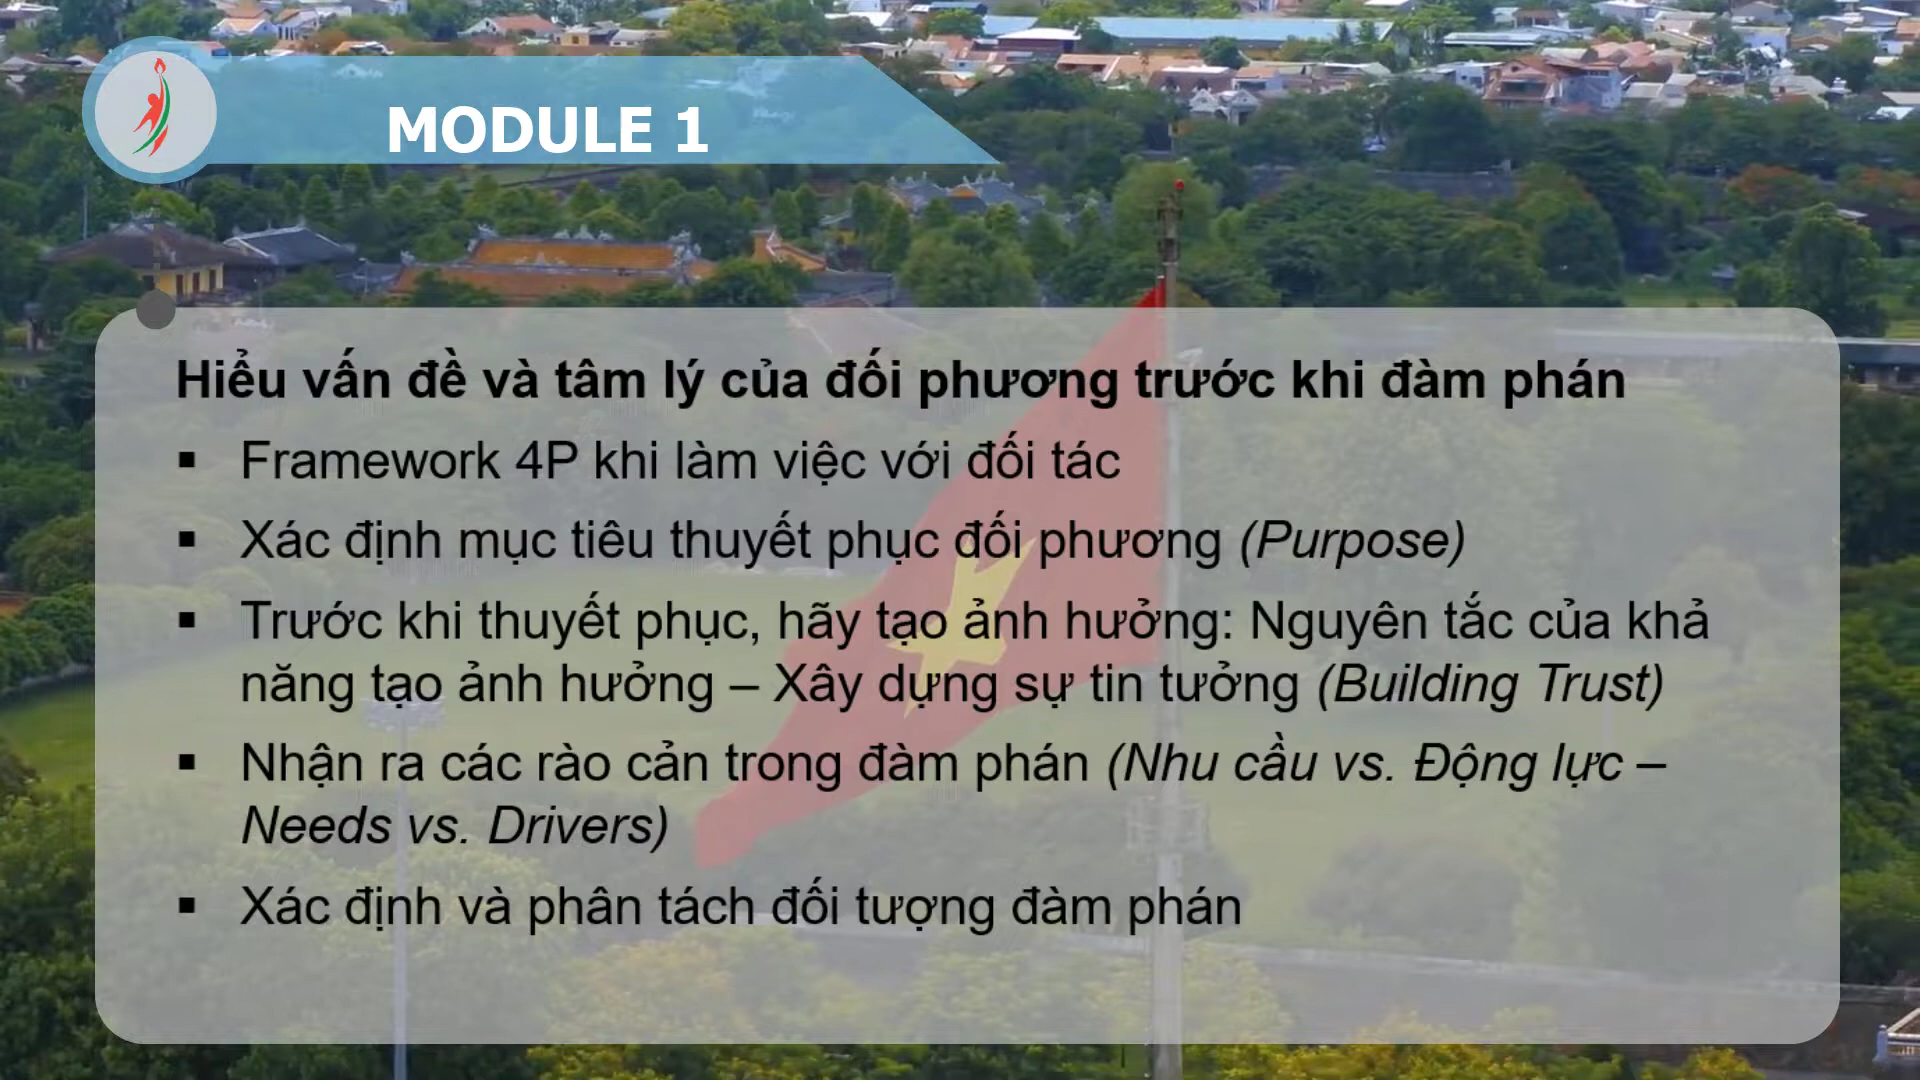 MODULE 1
Hiểu vấn đề và tâm lý của đối phương trước khi đàm phán
▪ Framework 4P khi làm việc với đối tác
▪ Xác định mục tiêu thuyết phục đối phương (Purpose)
▪ Trước khi thuyết phục, hãy tạo ảnh hưởng: Nguyên tắc của khả
năng tạo ảnh hưởng – Xây dựng sự tin tưởng (Building Trust)
▪ Nhận ra các rào cản trong đàm phán (Nhu cầu vs. Động lực –
Needs vs. Drivers)
▪ Xác định và phân tách đối tượng đàm phán